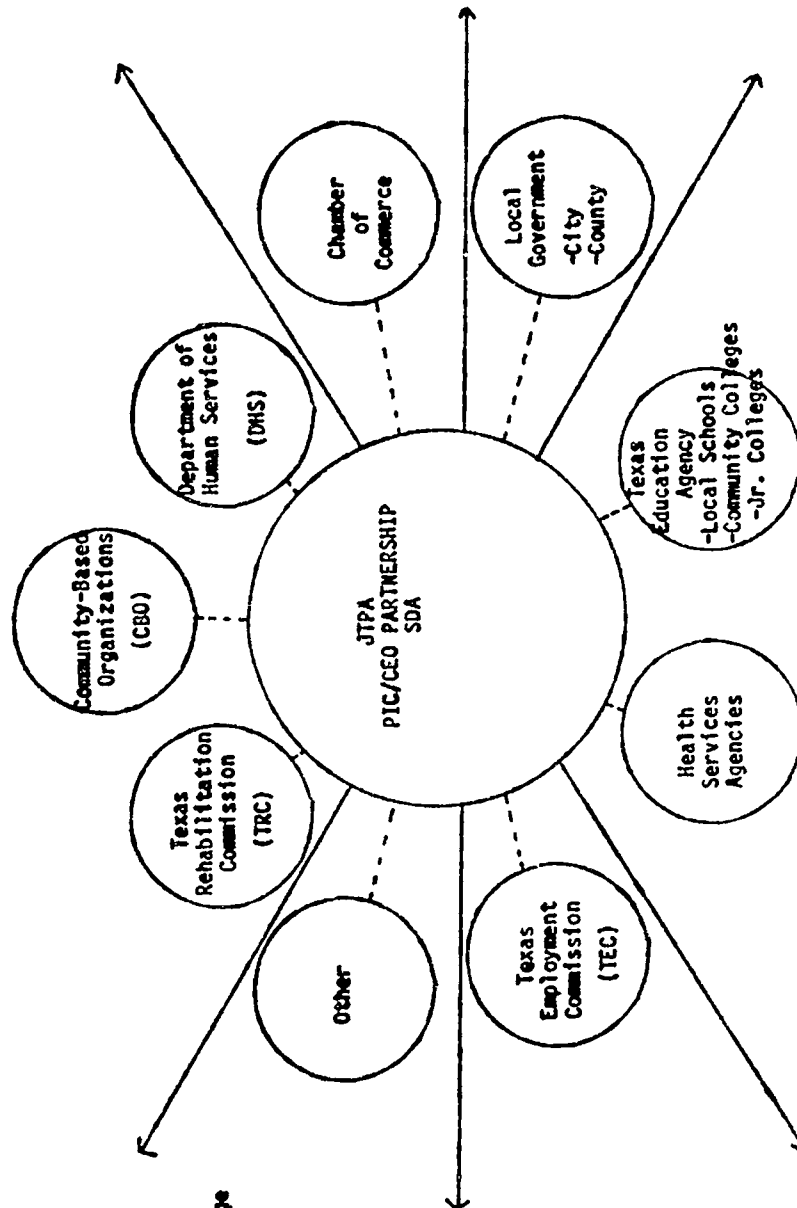 Community-Based
Organizations
(CBO)
Texas
Rehabilitation
Commission
(TRC)
Department of
Human Services
(DHS)
Other
Chamber
of
Commerce
JTPA
PIC/CEO PARTNERSHIP
SDA
Texas
Employment
Commission
(TEC)
Local
Government
-City
-County
Health
Services
Agencies
Texas
Education
Agency
-Local Schools
-Community Colleges
-Jr. Colleges